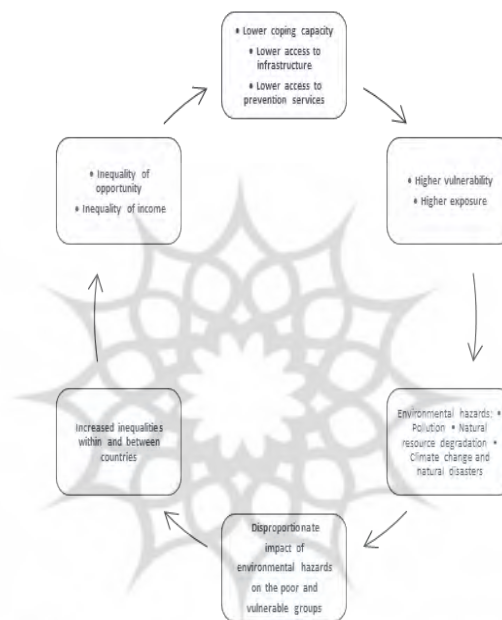 • Lower coping capacity
• Lower access to
infrastructure
• Lower access to
prevention services
• Higher vulnerability
• Higher exposure
Environmental hazards: •
Pollution • Natural
resource degradation •
Climate change and
natural disasters
Disproportionate
impact of
environmental hazards
on the poor and
vulnerable groups
Increased inequalities
within and between
countries
• Inequality of
opportunity
• Inequality of income